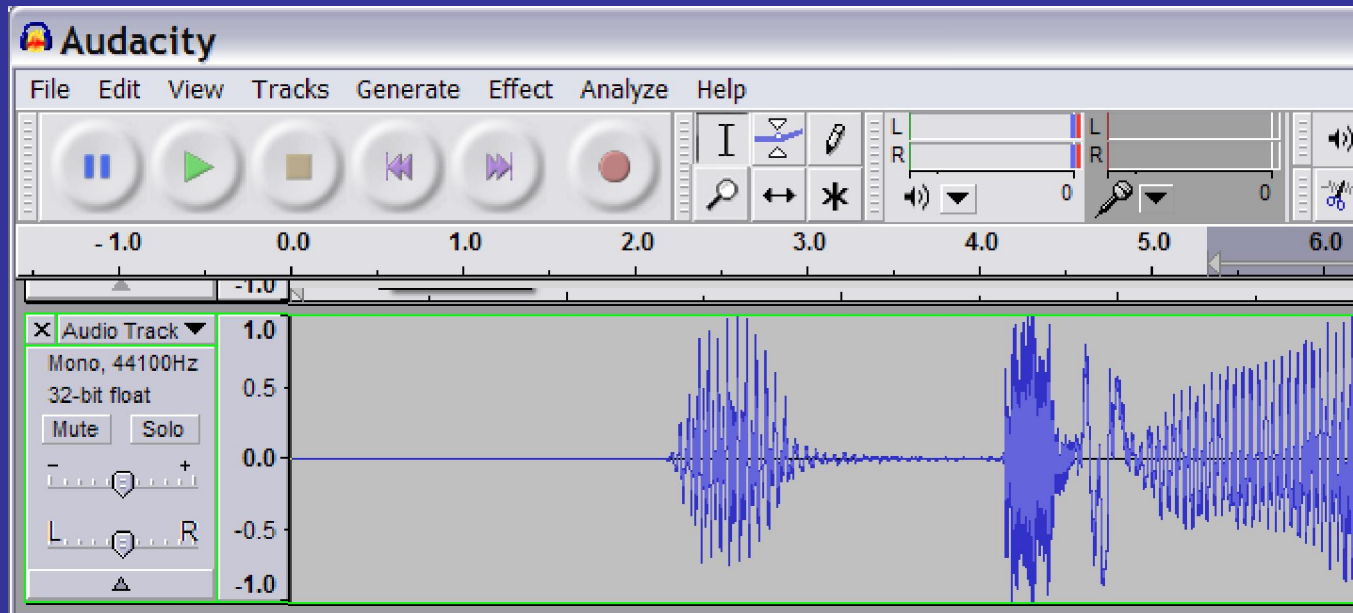 Audacity
File Edit View Tracks Generate Effect Analyze Help
L L
R R
0 0
- 1.0 0.0 1.0 2.0 3.0 4.0 5.0 6.0
-1.0
Audio Track 1.0
Mono, 44100Hz
32-bit float 0.5
Mute Solo
- + 0.0
L R -0.5
-1.0